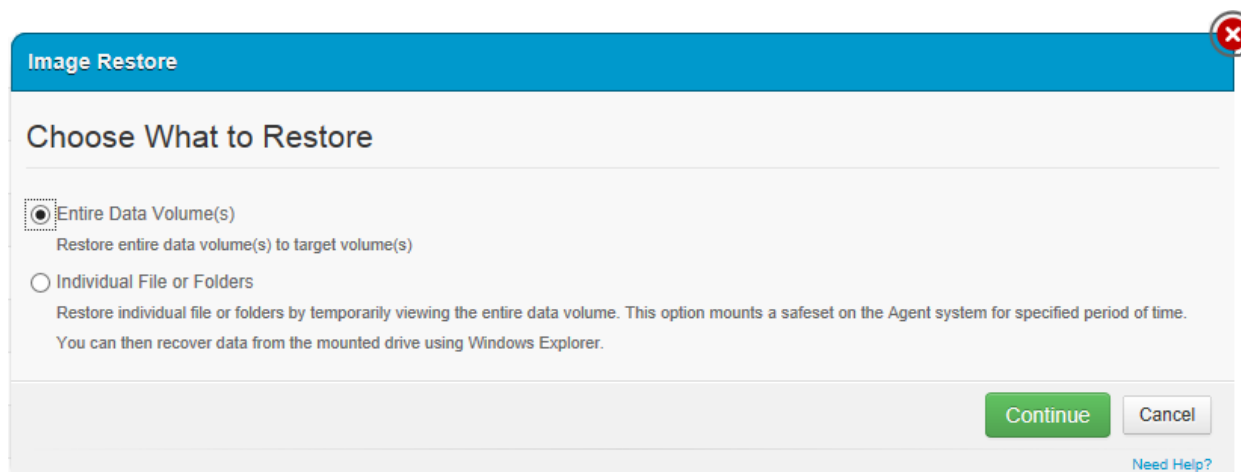 Image Restore
Choose What to Restore
Entire Data Volume(s)
Restore entire data volume(s) to target volume(s)
Individual File or Folders
Restore individual file or folders by temporarily viewing the entire data volume. This option mounts a safeset on the Agent system for specified period of time.
You can then recover data from the mounted drive using Windows Explorer.
Continue
Cancel
Need Help?